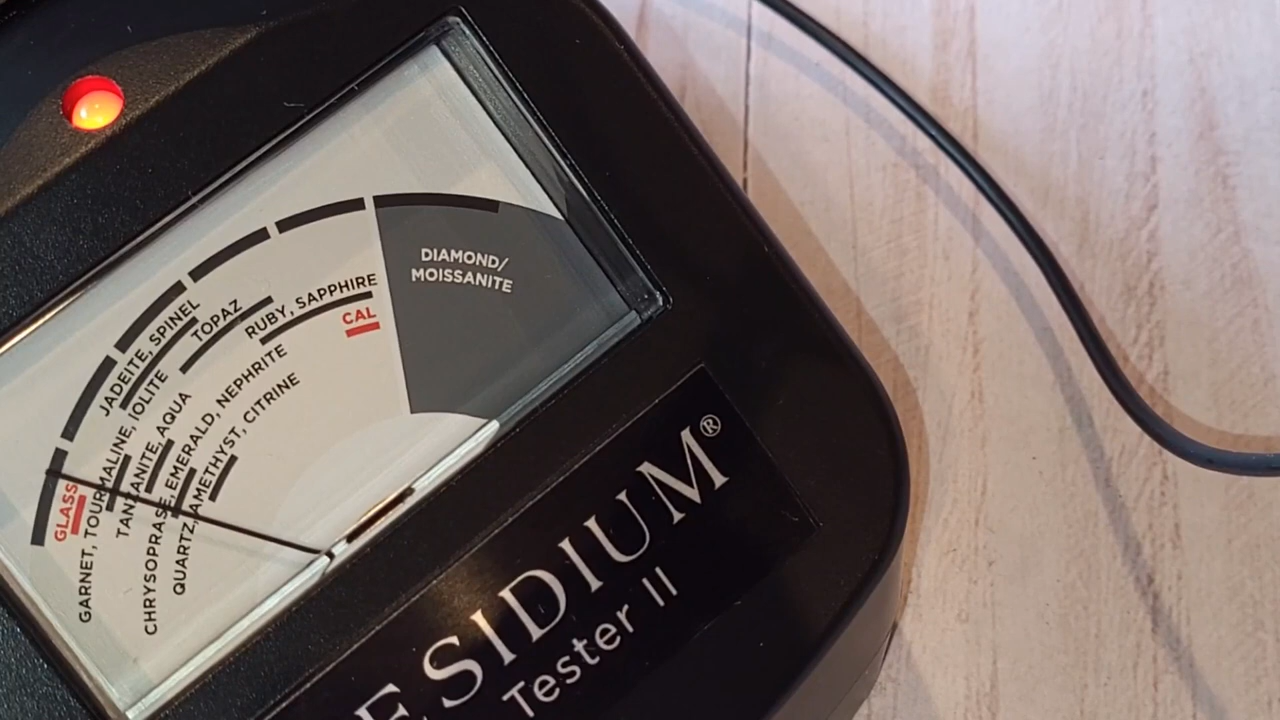 DIAMOND/
MOISSANITE
JADEITE, SPINEL
TOPAZ
RUBY, SAPPHIRE
CAL
GLASS
GARNET, TOURMALINE, IOLITE
TANZANITE, AQUA
CHRYSOPRASE, EMERALD, NEPHRITE
QUARTZ, AMETHYST, CITRINE
ESIDIUM®
Tester II